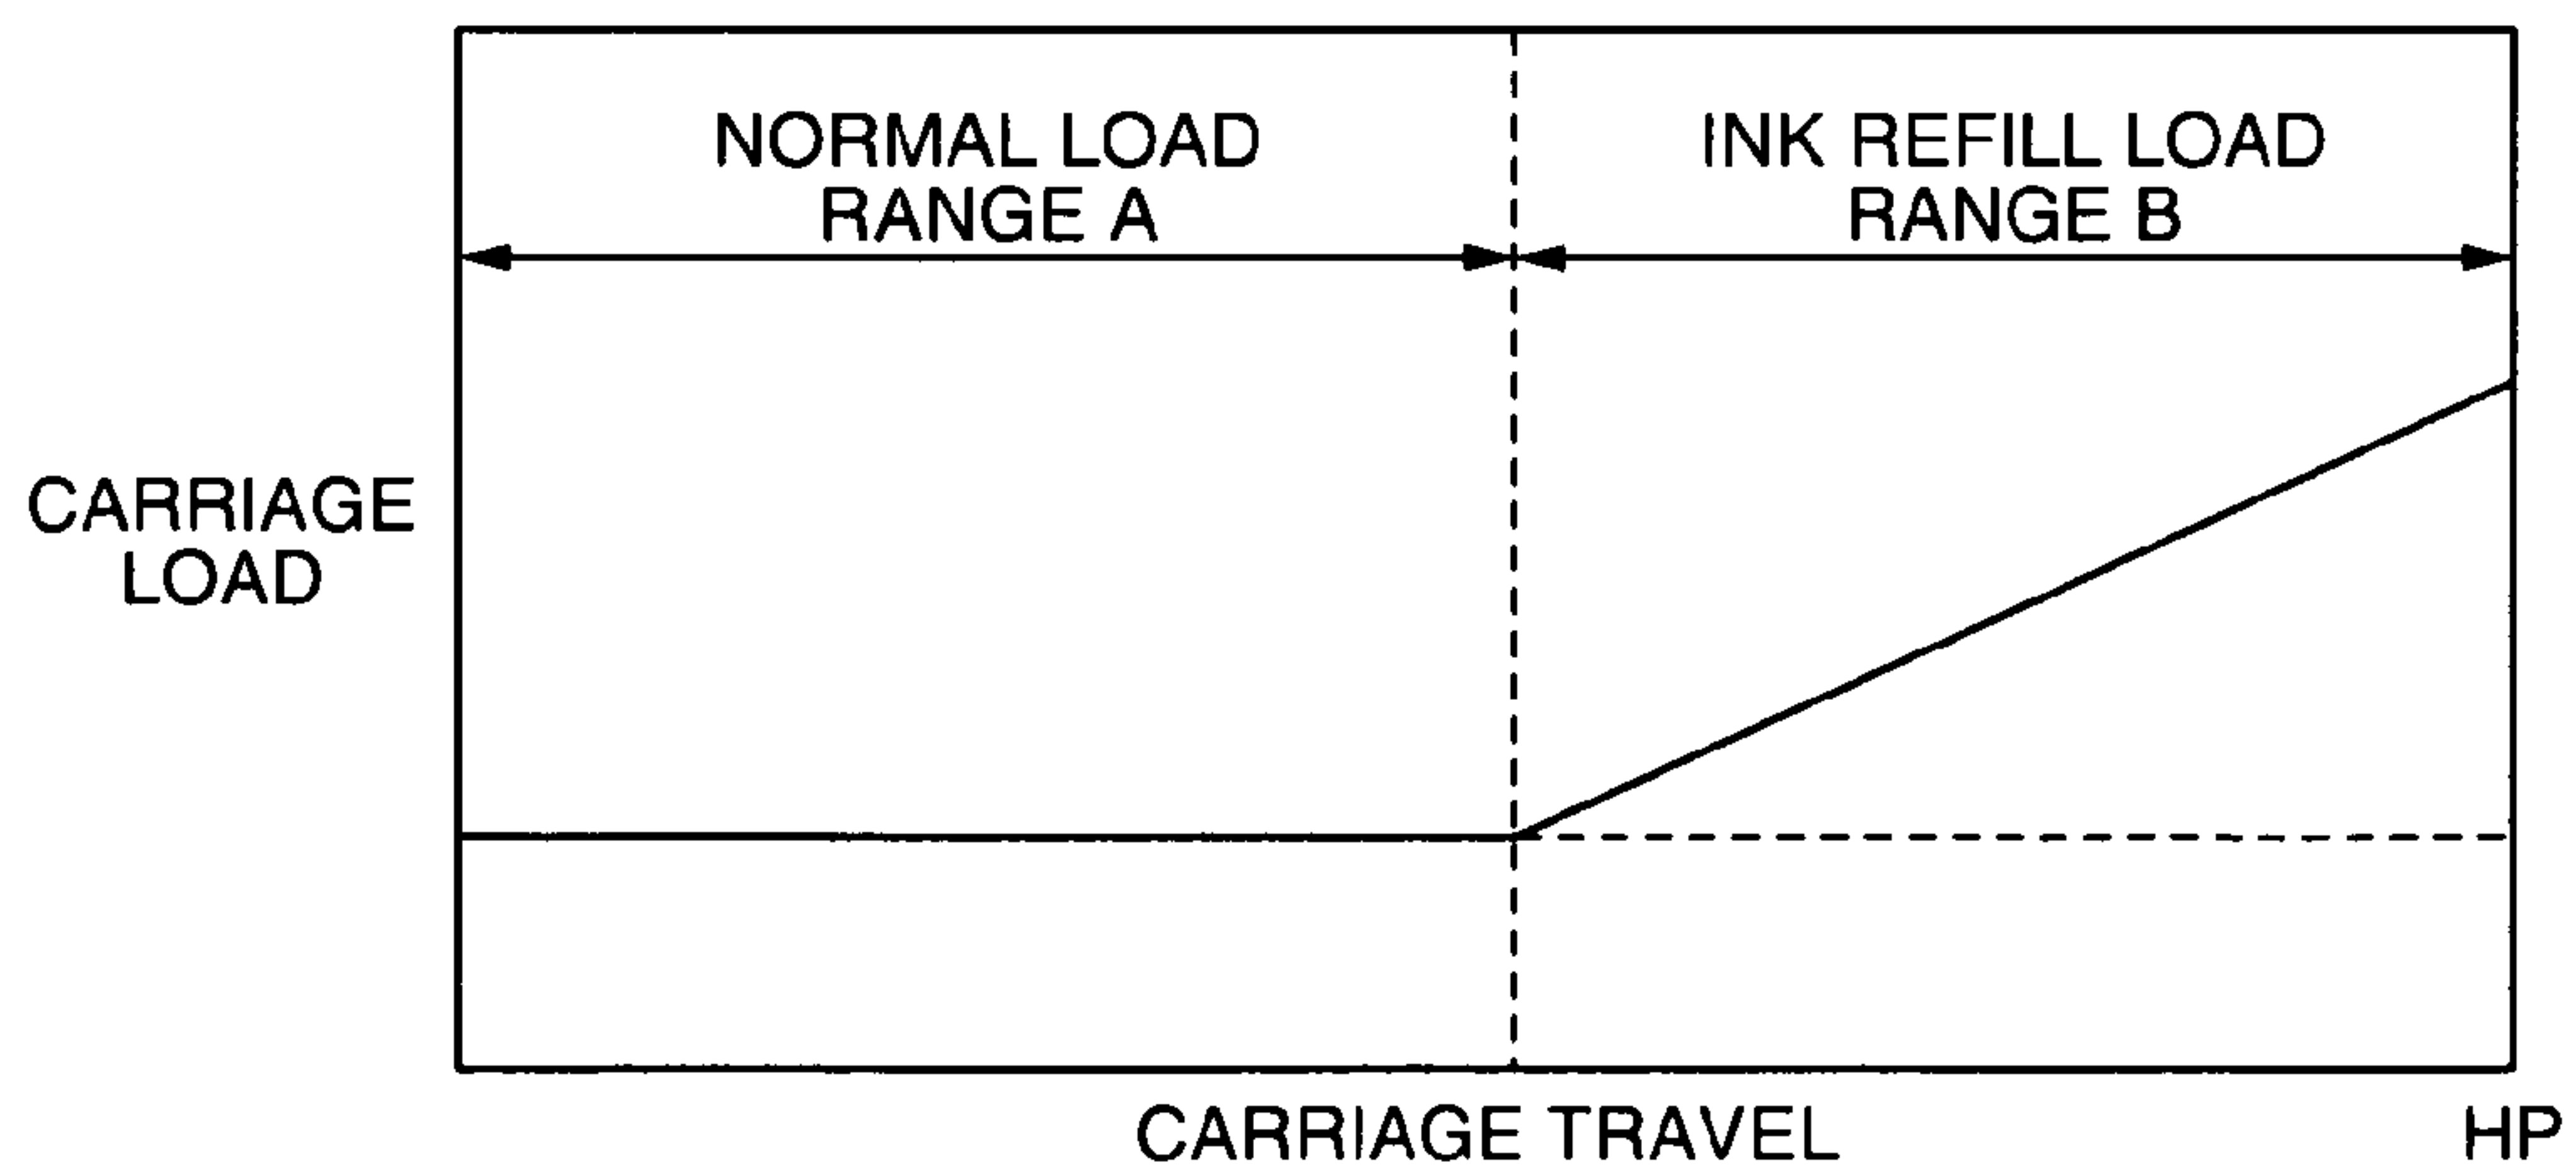 NORMAL LOAD
RANGE A
INK REFILL LOAD
RANGE B
CARRIAGE
LOAD
CARRIAGE TRAVEL
HP